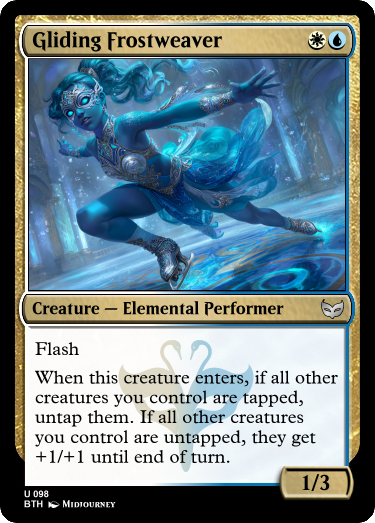 Gliding Frostweaver
Creature — Elemental Performer
Flash
When this creature enters, if all other
creatures you control are tapped,
untap them. If all other creatures
you control are untapped, they get
+1/+1 until end of turn.
1/3
U 098
BTH Midjourney